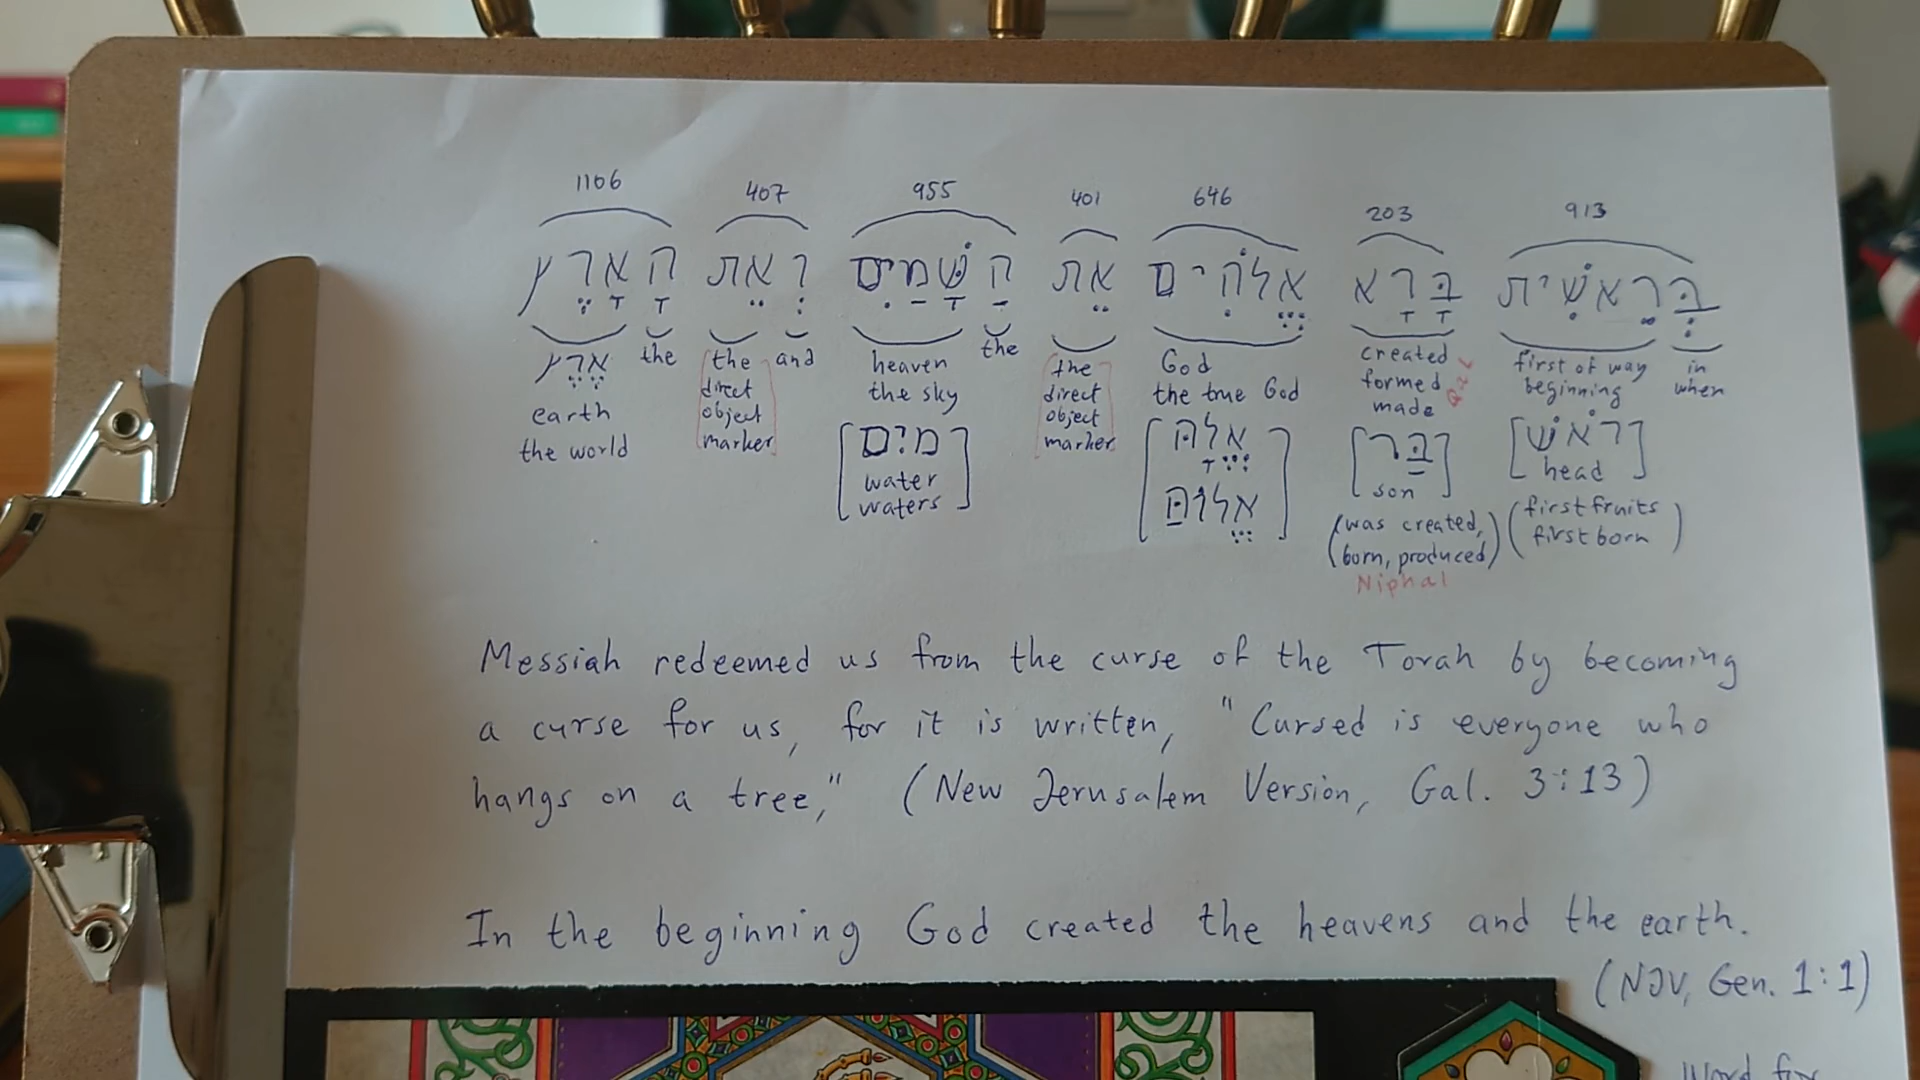 1106 407 955 401 646 203 913
בְּרֵאשִׁית בָּרָא אֱלֹהִים אֵת הַשָּׁמַיִם וְאֵת הָאָרֶץ
in
when
first of way
beginning
[רֹאשׁ]
head
(first fruits
first born)
created
formed
made
Qal
[בַּר]
son
(was created,
born, produced)
Niphal
God
the true God
[אֱלָהּ
אֱלוֹהַּ]
the
direct
object
marker
the
heaven
the sky
[מַיִם
water
waters]
and
the
direct
object
marker
the
אֶרֶץ
earth
the world
Messiah redeemed us from the curse of the Torah by becoming
a curse for us, for it is written, "Cursed is everyone who
hangs on a tree," (New Jerusalem Version, Gal. 3:13)
In the beginning God created the heavens and the earth.
(NJV, Gen. 1:1)
Word for